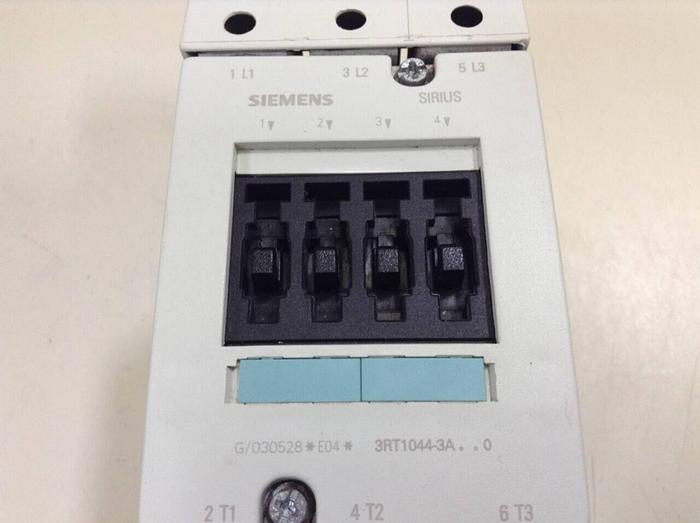 1 L1 3 L2 5 L3
SIEMENS SIRIUS
1 2 3 4
G/030528 * E04 * 3RT1044-3A . . 0
2 T1 4 T2 6 T3